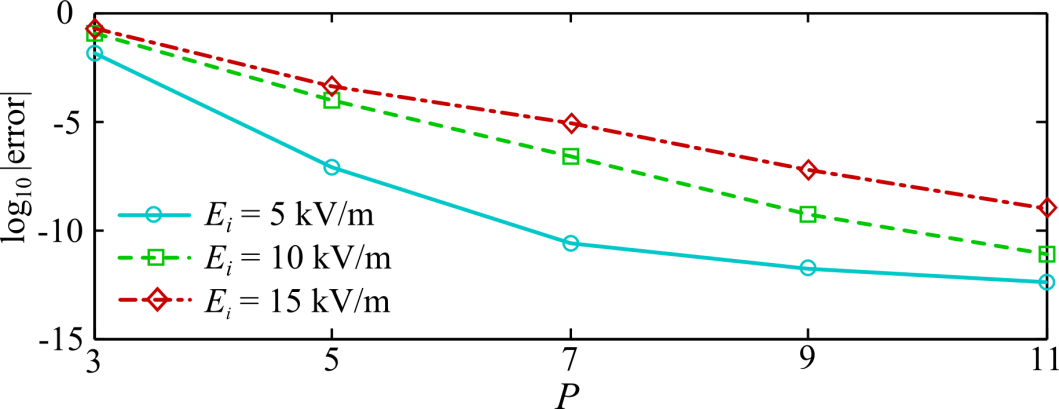 0
-5
-10
-15
log₁₀|error|
Eᵢ = 5 kV/m
Eᵢ = 10 kV/m
Eᵢ = 15 kV/m
3 5 7 9 11
P